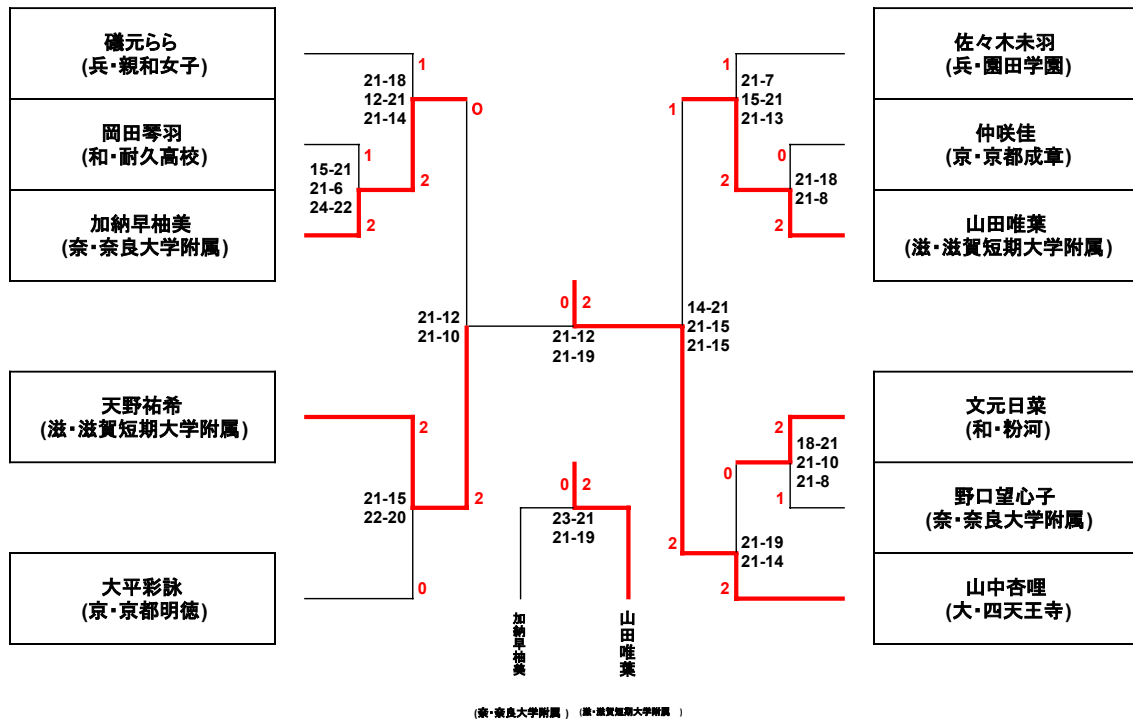 磯元らら
(兵・親和女子)
岡田琴羽
(和・耐久高校)
加納早柚美
(奈・奈良大学附属)
天野祐希
(滋・滋賀短期大学附属)
大平彩詠
(京・京都明徳)
1
21-18
12-21
21-14
0
1
15-21
21-6
24-22
2
2
21-12
21-10
2
21-15
22-20
2
0
0 2
21-12
21-19
0 2
23-21
21-19
加納早柚美
山田唯葉
(奈・奈良大学附属)
(滋・滋賀短期大学附属)
1
21-7
15-21
21-13
1
0
21-18
21-8
2
2
14-21
21-15
21-15
2
18-21
21-10
21-8
0
1
21-19
21-14
2
2
佐々木未羽
(兵・園田学園)
仲咲佳
(京・京都成章)
山田唯葉
(滋・滋賀短期大学附属)
文元日菜
(和・粉河)
野口望心子
(奈・奈良大学附属)
山中杏哩
(大・四天王寺)